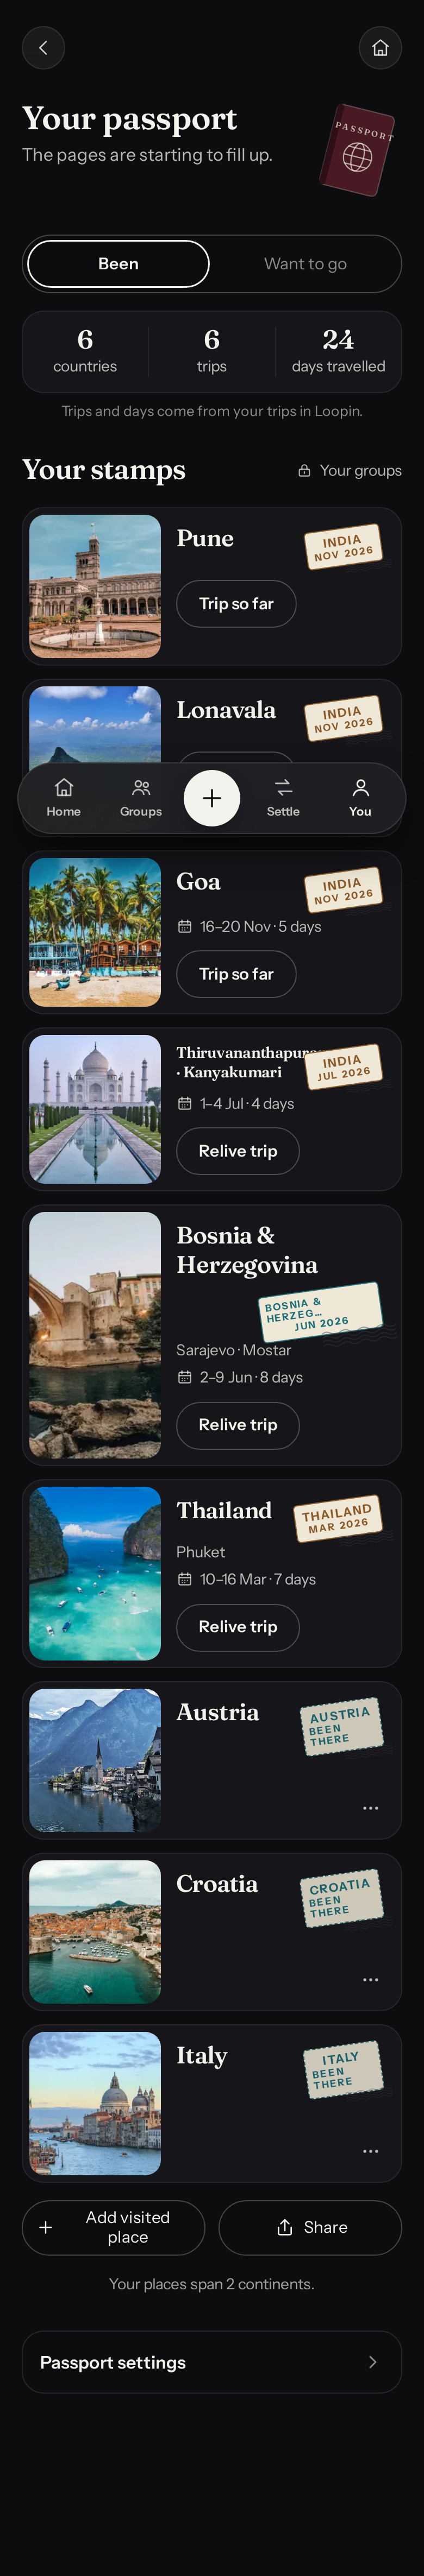 PASSPORT
Your passport
The pages are starting to fill up.
Been
Want to go
6
countries
6
trips
24
days travelled
Trips and days come from your trips in Loopin.
Your stamps
Your groups
Pune
INDIA
NOV 2026
Trip so far
Lonavala
INDIA
NOV 2026
Home
Groups
Settle
You
Goa
INDIA
NOV 2026
16–20 Nov · 5 days
Trip so far
· Kanyakumari
INDIA
JUL 2026
1–4 Jul · 4 days
Relive trip
Bosnia &
Herzegovina
BOSNIA &
HERZEG…
JUN 2026
Sarajevo · Mostar
2–9 Jun · 8 days
Relive trip
Thailand
THAILAND
MAR 2026
Phuket
10–16 Mar · 7 days
Relive trip
Austria
AUSTRIA
BEEN
THERE
Croatia
CROATIA
BEEN
THERE
Italy
ITALY
BEEN
THERE
Add visited
place
Share
Your places span 2 continents.
Passport settings